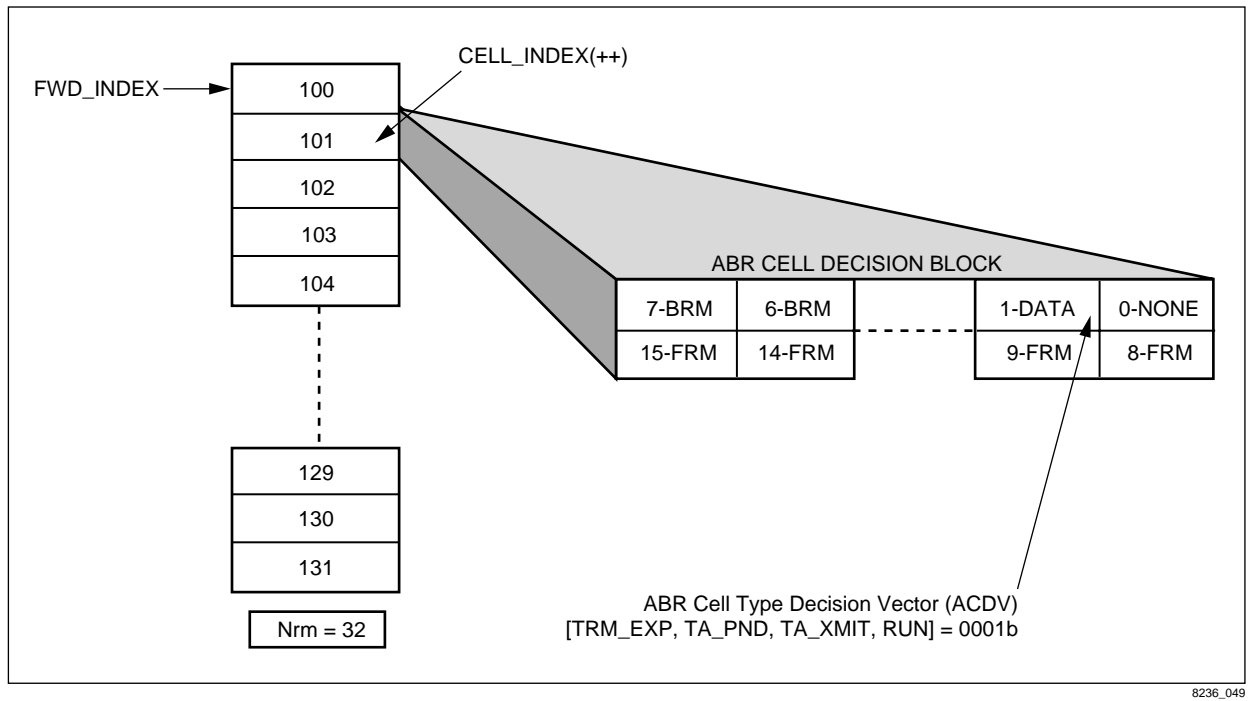 CELL_INDEX(++)
FWD_INDEX
100
101
102
103
104
ABR CELL DECISION BLOCK
7-BRM 6-BRM 1-DATA 0-NONE
15-FRM 14-FRM 9-FRM 8-FRM
129
130
131
Nrm = 32
ABR Cell Type Decision Vector (ACDV)
[TRM_EXP, TA_PND, TA_XMIT, RUN] = 0001b
8236_049